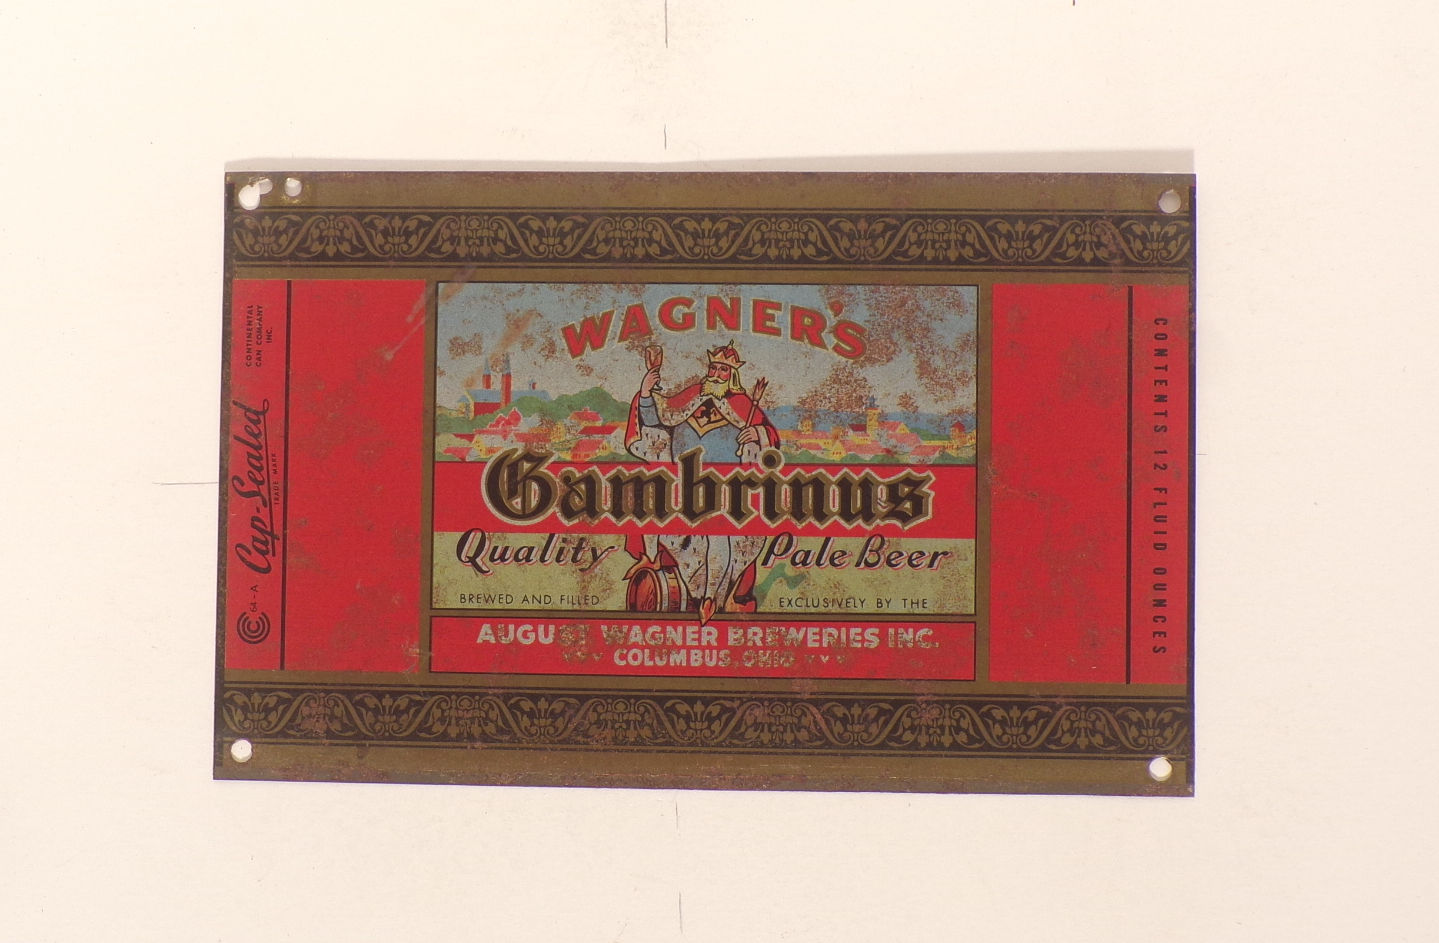 WAGNER'S
Gambrinus
Quality Pale Beer
BREWED AND FILLED EXCLUSIVELY BY THE
AUGUST WAGNER BREWERIES INC.
COLUMBUS, OHIO
CONTINENTAL
CAN COMPANY
INC.
Cap-Sealed
TRADE MARK
64-A
CONTENTS 12 FLUID OUNCES